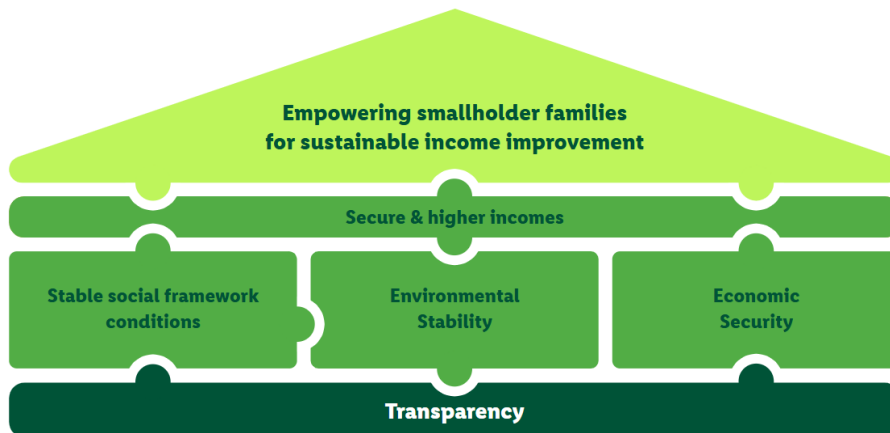 Empowering smallholder families
for sustainable income improvement
Secure & higher incomes
Stable social framework
conditions
Environmental
Stability
Economic
Security
Transparency